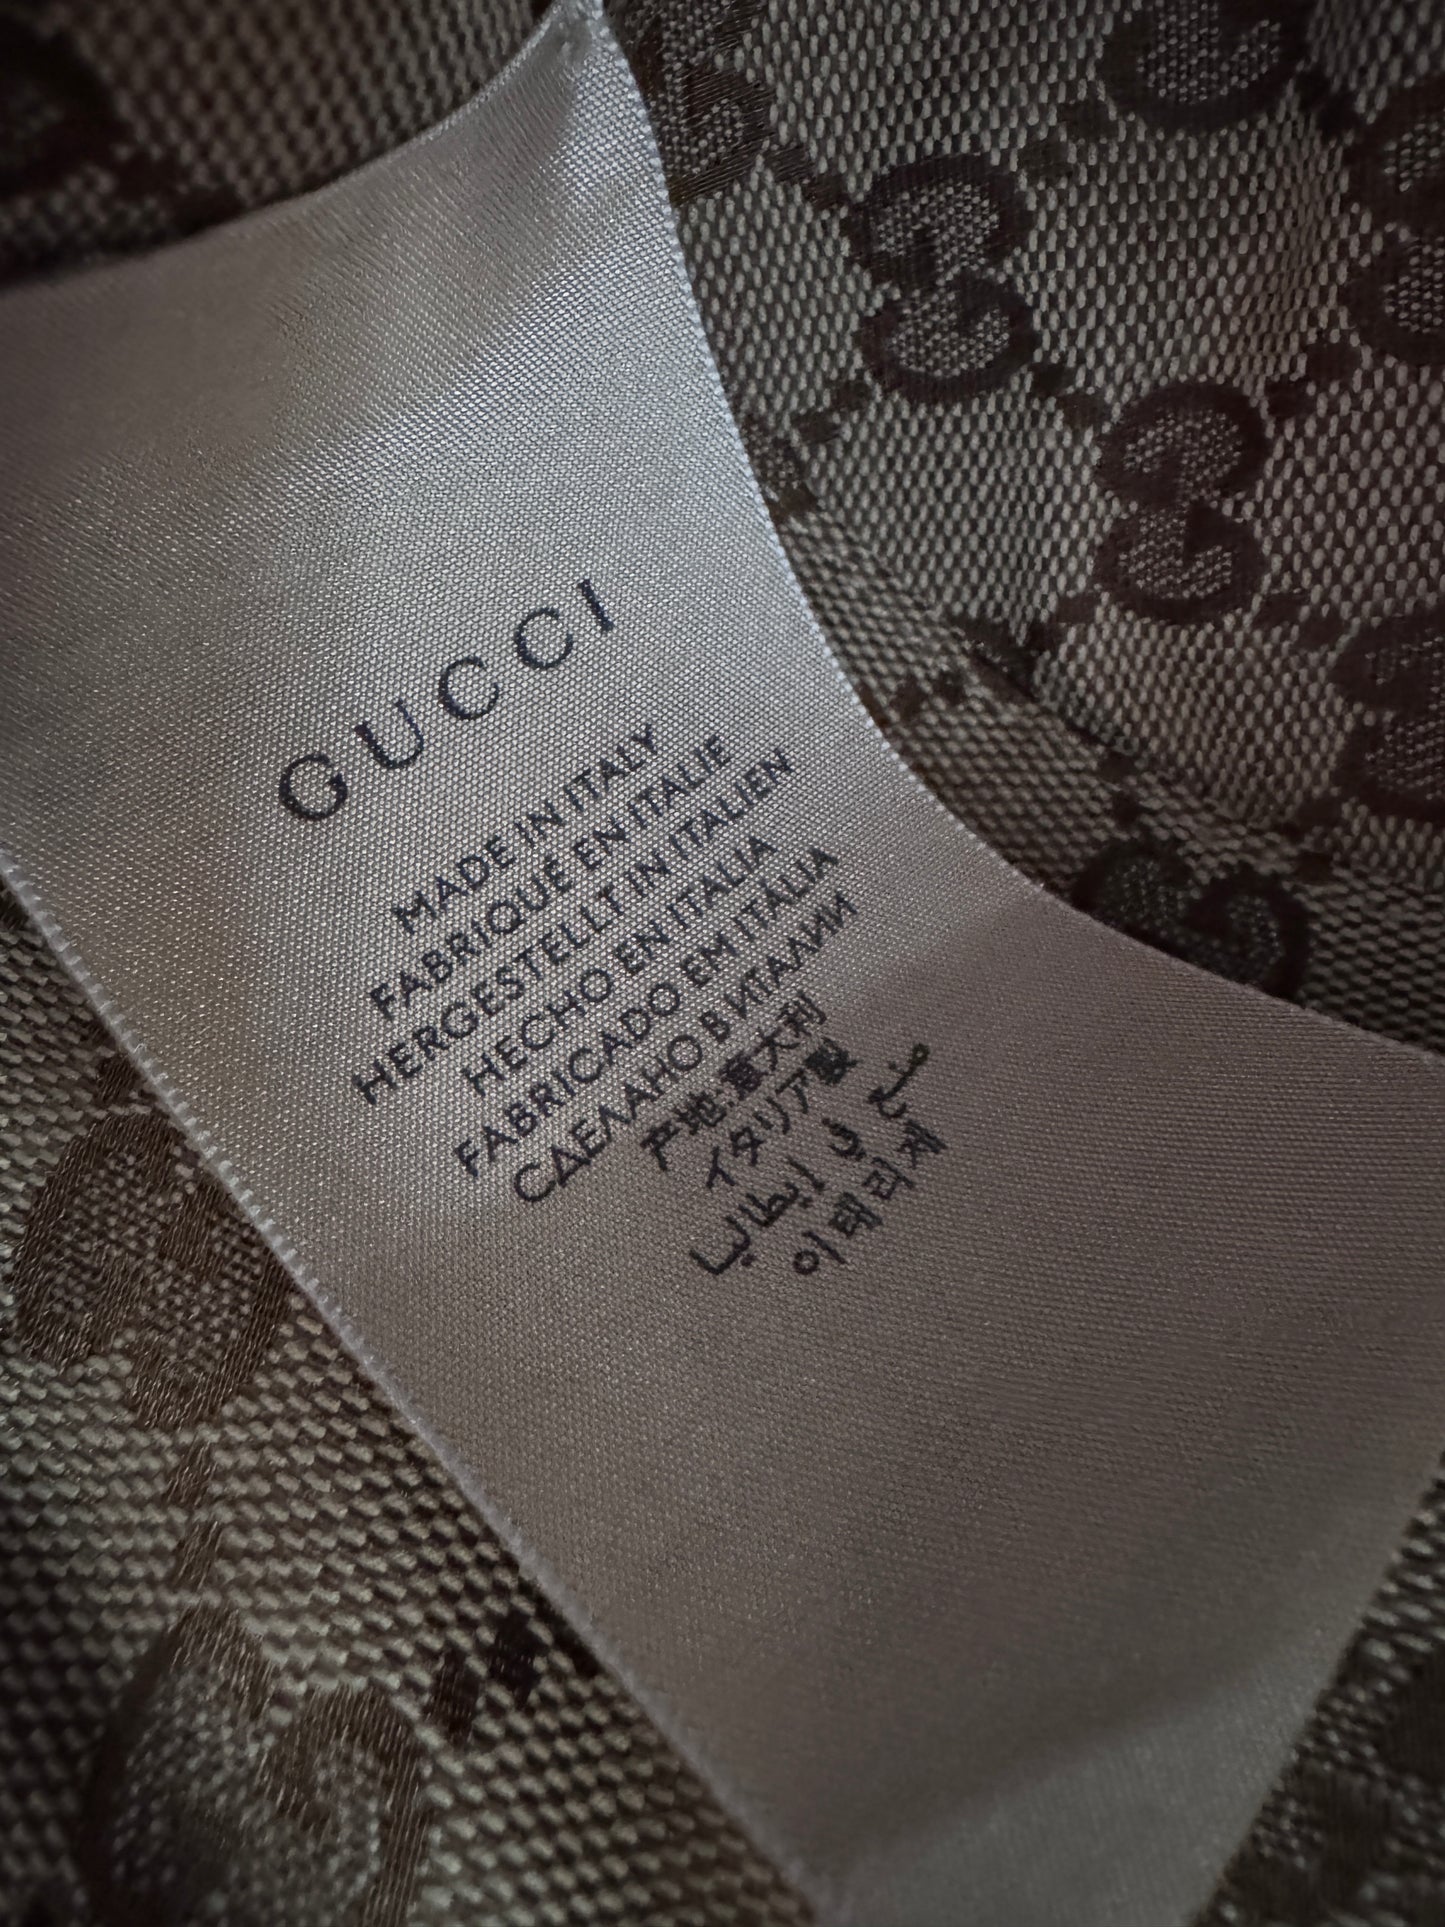 GUCCI
MADE IN ITALY
FABRIQUÉ EN ITALIE
HERGESTELLT IN ITALIEN
HECHO EN ITALIA
FABRICADO EM ITÁLIA
СДЕЛАНО В ИТАЛИИ
产地:意大利
イタリア製
صنع في إيطاليا
이태리제